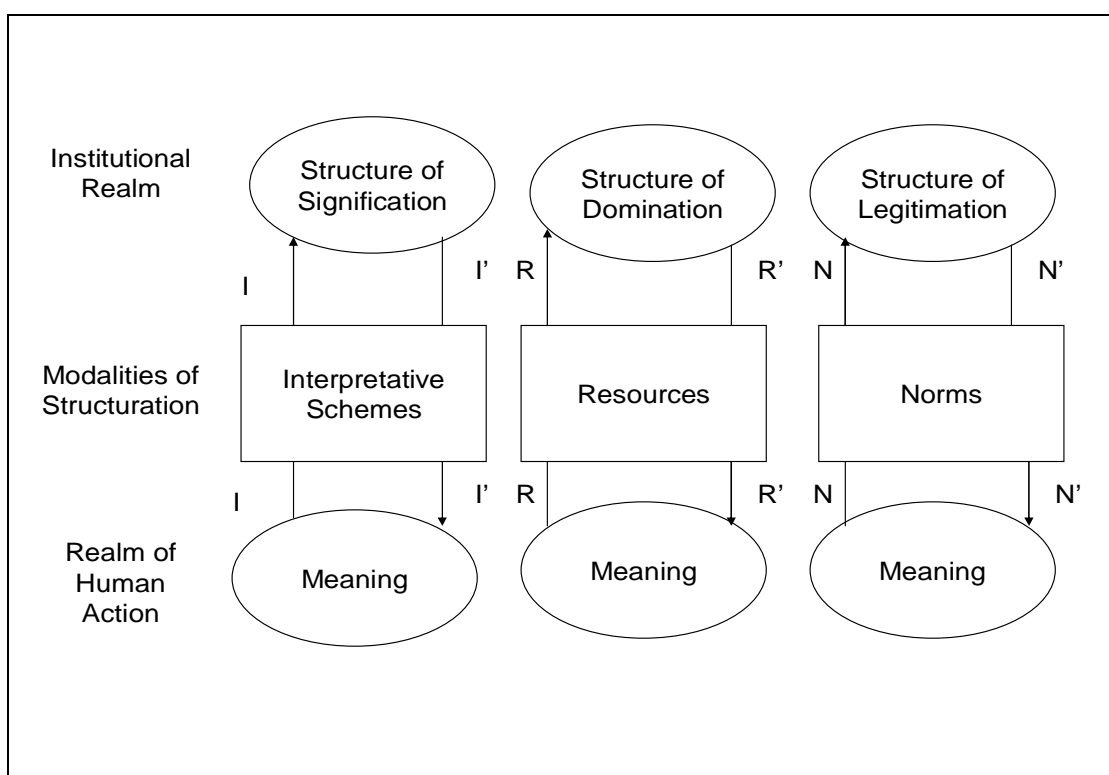 Institutional
Realm
Structure of
Signification
Structure of
Domination
Structure of
Legitimation
I
I’
R
R’
N
N’
Modalities of
Structuration
Interpretative
Schemes
Resources
Norms
I
I’
R
R’
N
N’
Realm of
Human
Action
Meaning
Meaning
Meaning